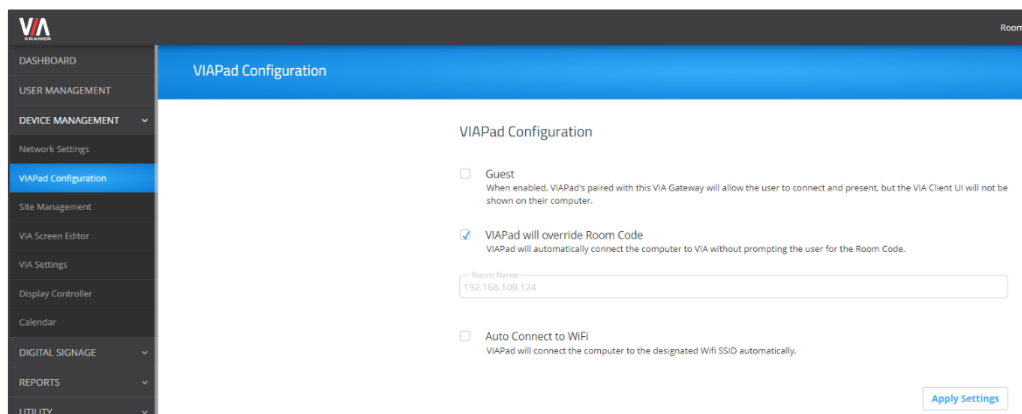 VIA
KRAMER
Room
DASHBOARD
USER MANAGEMENT
DEVICE MANAGEMENT
Network Settings
VIAPad Configuration
Site Management
VIA Screen Editor
VIA Settings
Display Controller
Calendar
DIGITAL SIGNAGE
REPORTS
UTILITY
VIAPad Configuration
VIAPad Configuration
Guest
When enabled, VIAPad's paired with this VIA Gateway will allow the user to connect and present, but the VIA Client UI will not be
shown on their computer.
VIAPad will override Room Code
VIAPad will automatically connect the computer to VIA without prompting the user for the Room Code.
Room Name
192.168.100.124
Auto Connect to WiFi
VIAPad will connect the computer to the designated Wifi SSID automatically.
Apply Settings